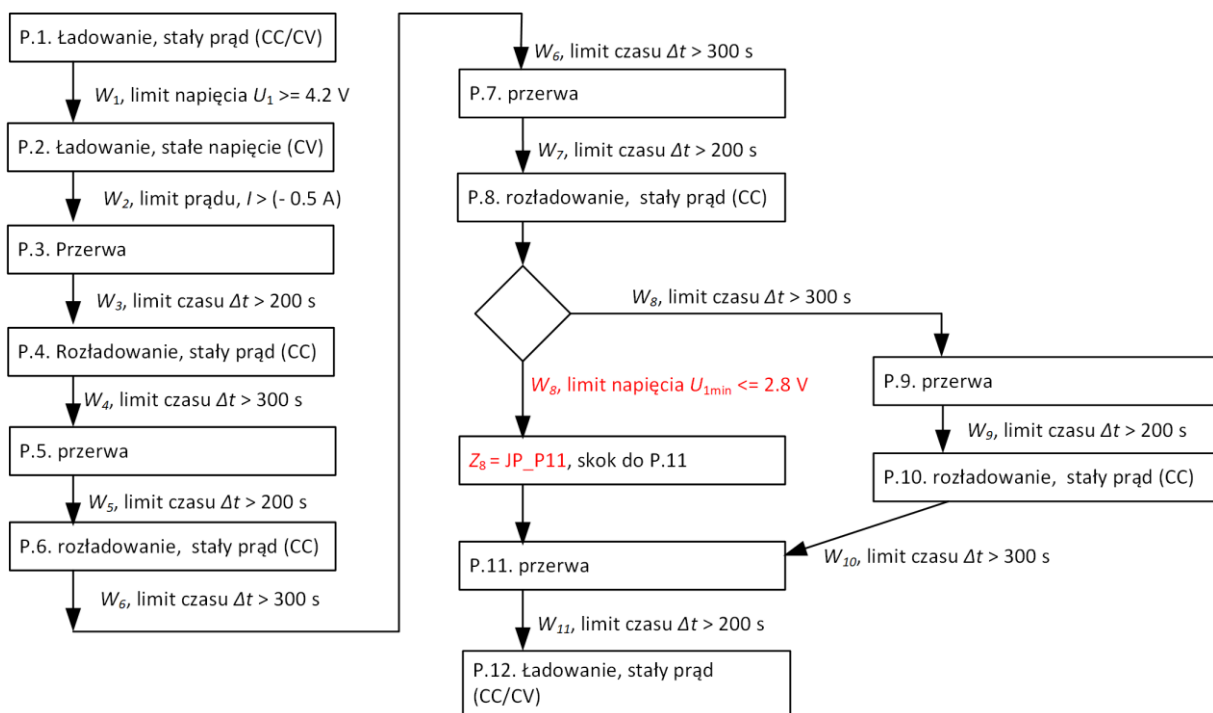 P.1. Ładowanie, stały prąd (CC/CV)
W1, limit napięcia U1 >= 4.2 V
P.2. Ładowanie, stałe napięcie (CV)
W2, limit prądu, I > (- 0.5 A)
P.3. Przerwa
W3, limit czasu Δt > 200 s
P.4. Rozładowanie, stały prąd (CC)
W4, limit czasu Δt > 300 s
P.5. przerwa
W5, limit czasu Δt > 200 s
P.6. rozładowanie, stały prąd (CC)
W6, limit czasu Δt > 300 s
W6, limit czasu Δt > 300 s
P.7. przerwa
W7, limit czasu Δt > 200 s
P.8. rozładowanie, stały prąd (CC)
W8, limit czasu Δt > 300 s
W8, limit napięcia U1min <= 2.8 V
P.9. przerwa
W9, limit czasu Δt > 200 s
Z8 = JP_P11, skok do P.11
P.10. rozładowanie, stały prąd (CC)
W10, limit czasu Δt > 300 s
P.11. przerwa
W11, limit czasu Δt > 200 s
P.12. Ładowanie, stały prąd
(CC/CV)